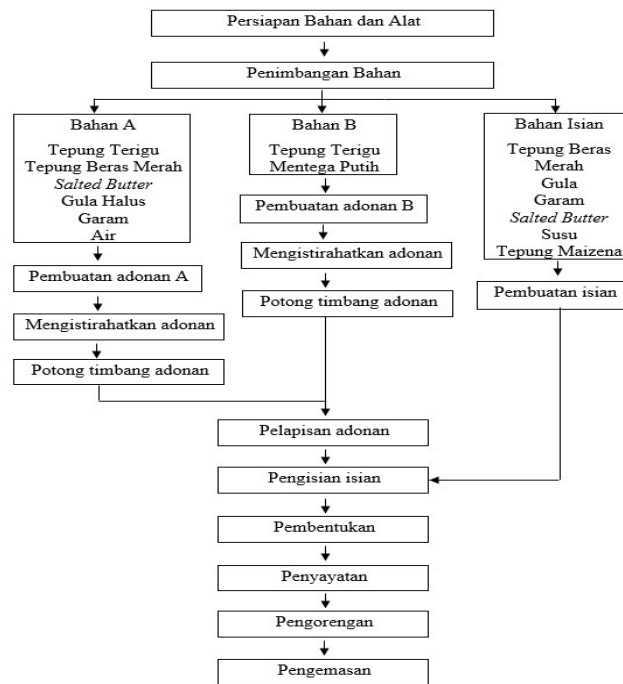 Persiapan Bahan dan Alat
Penimbangan Bahan
Bahan A
Tepung Terigu
Tepung Beras Merah
Salted Butter
Gula Halus
Garam
Air
Pembuatan adonan A
Mengistirahatkan adonan
Potong timbang adonan
Bahan B
Tepung Terigu
Mentega Putih
Pembuatan adonan B
Mengistirahatkan adonan
Potong timbang adonan
Bahan Isian
Tepung Beras
Merah
Gula
Garam
Salted Butter
Susu
Tepung Maizena
Pembuatan isian
Pelapisan adonan
Pengisian isian
Pembentukan
Penyayatan
Pengorengan
Pengemasan